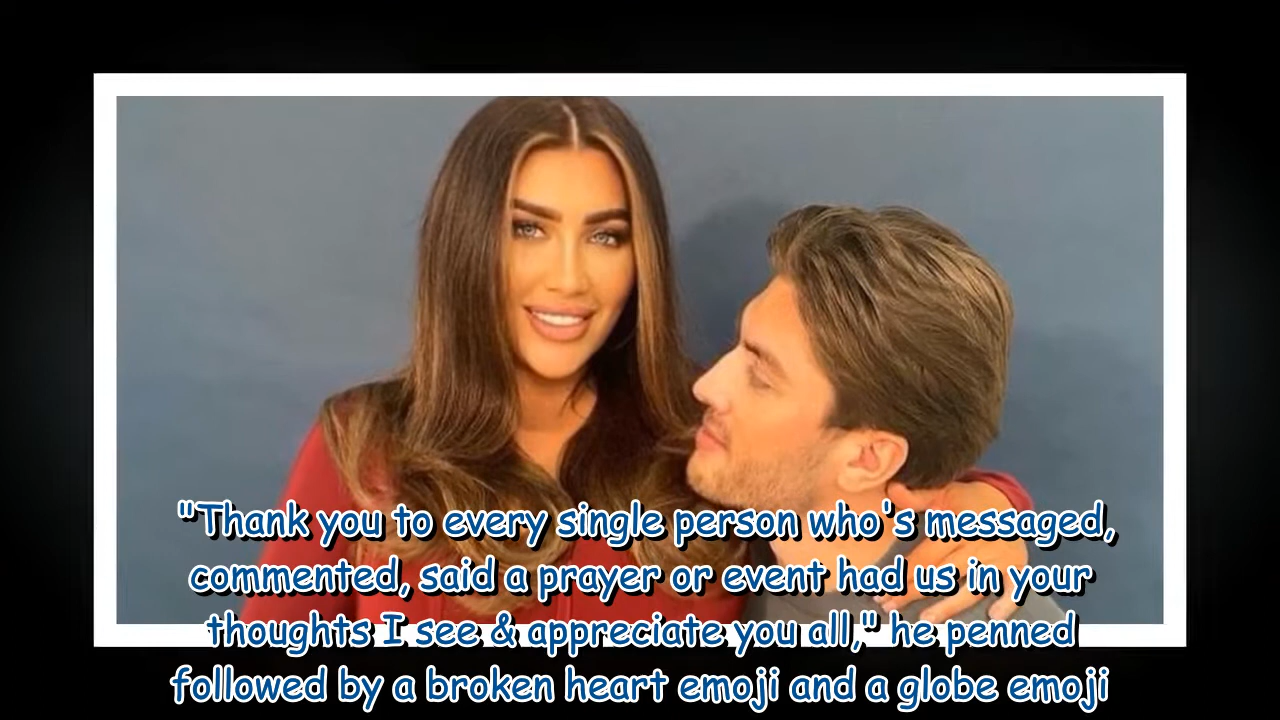 "Thank you to every single person who's messaged,
commented, said a prayer or event had us in your
thoughts I see & appreciate you all," he penned
followed by a broken heart emoji and a globe emoji